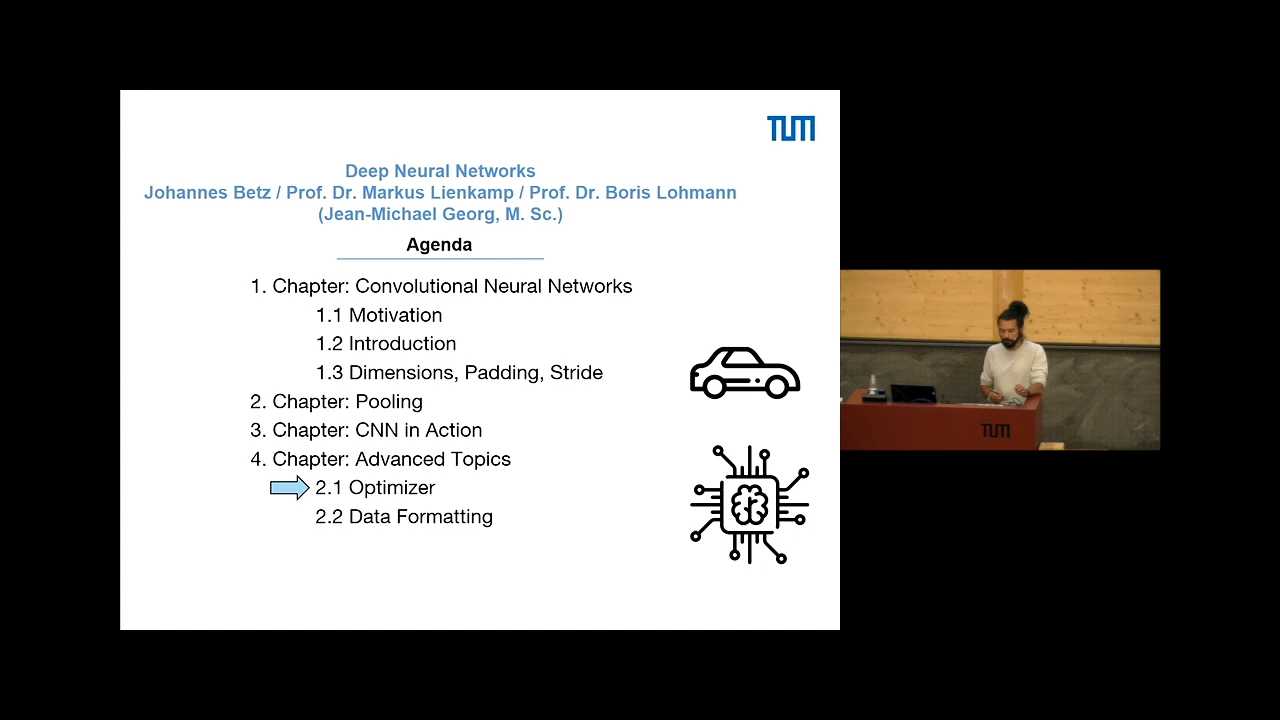 TUM
Deep Neural Networks
Johannes Betz / Prof. Dr. Markus Lienkamp / Prof. Dr. Boris Lohmann
(Jean-Michael Georg, M. Sc.)
Agenda
1. Chapter: Convolutional Neural Networks
1.1 Motivation
1.2 Introduction
1.3 Dimensions, Padding, Stride
2. Chapter: Pooling
3. Chapter: CNN in Action
4. Chapter: Advanced Topics
2.1 Optimizer
2.2 Data Formatting
TUM